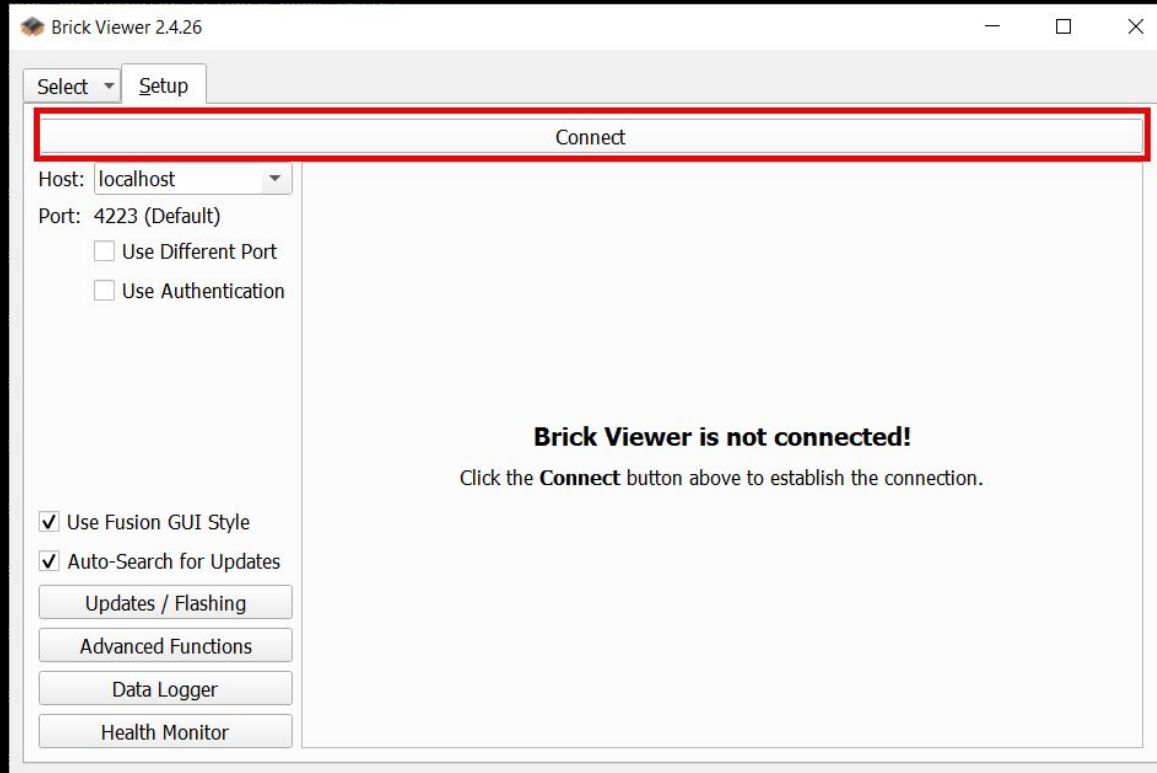 Brick Viewer 2.4.26
Select Setup
Connect
Host: localhost
Port: 4223 (Default)
Use Different Port
Use Authentication
Brick Viewer is not connected!
Click the Connect button above to establish the connection.
Use Fusion GUI Style
Auto-Search for Updates
Updates / Flashing
Advanced Functions
Data Logger
Health Monitor